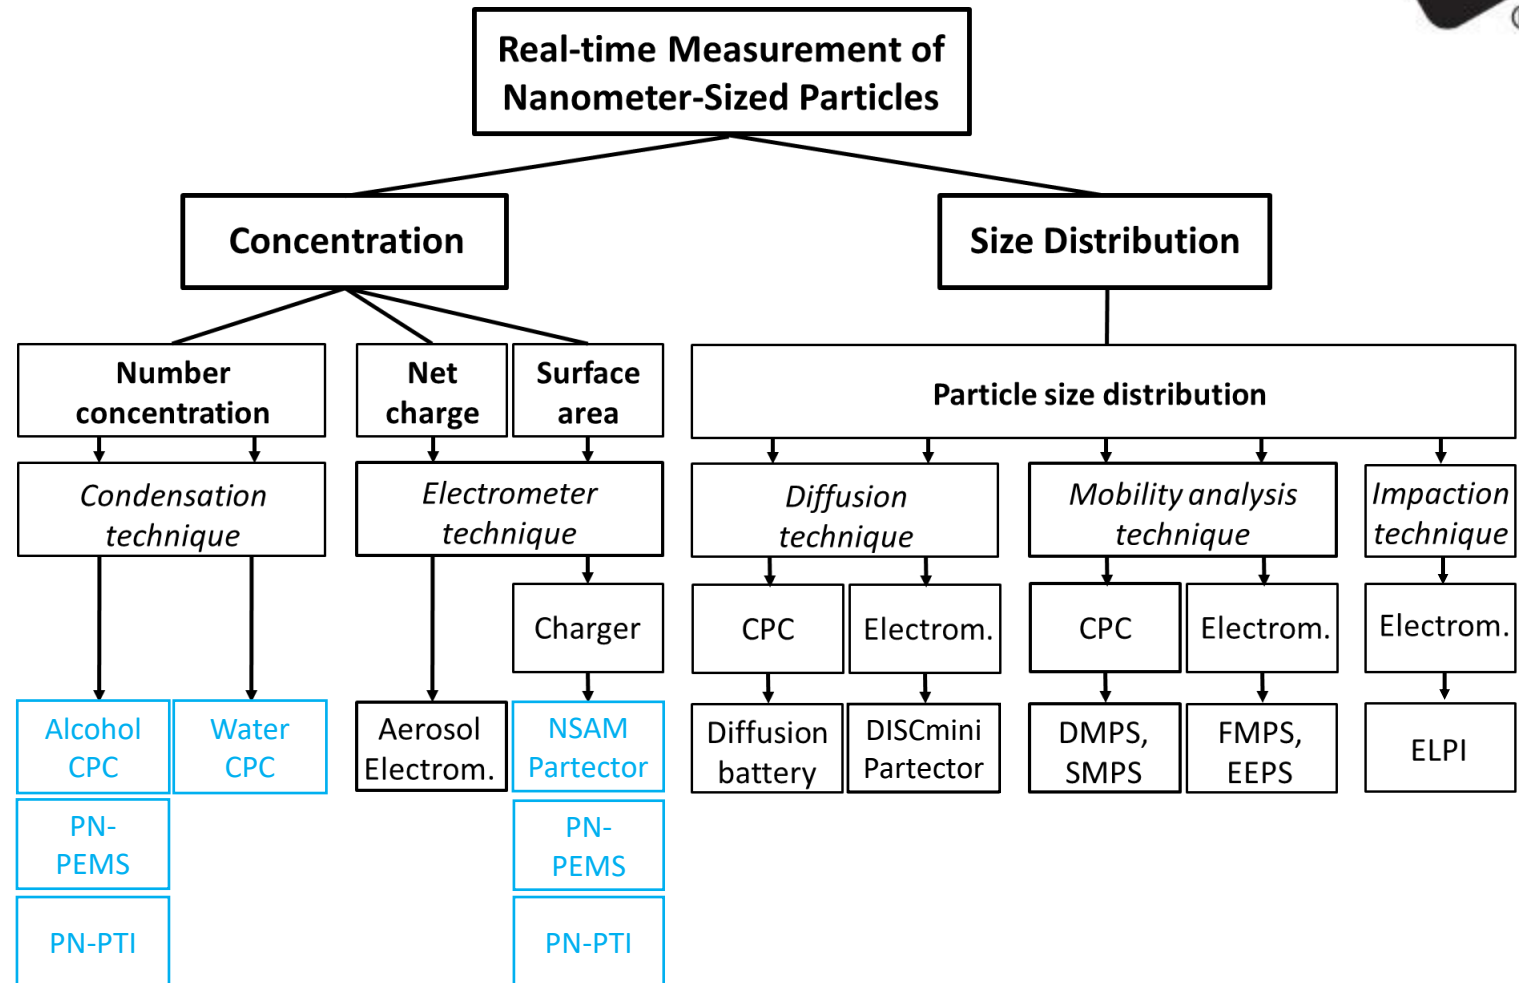 Real-time Measurement of
Nanometer-Sized Particles
Concentration
Size Distribution
Number
concentration
Net
charge
Surface
area
Particle size distribution
Condensation
technique
Electrometer
technique
Diffusion
technique
Mobility analysis
technique
Impaction
technique
Charger
CPC
Electrom.
CPC
Electrom.
Electrom.
Alcohol
CPC
Water
CPC
Aerosol
Electrom.
NSAM
Partector
Diffusion
battery
DISCmini
Partector
DMPS,
SMPS
FMPS,
EEPS
ELPI
PN-
PEMS
PN-
PEMS
PN-PTI
PN-PTI